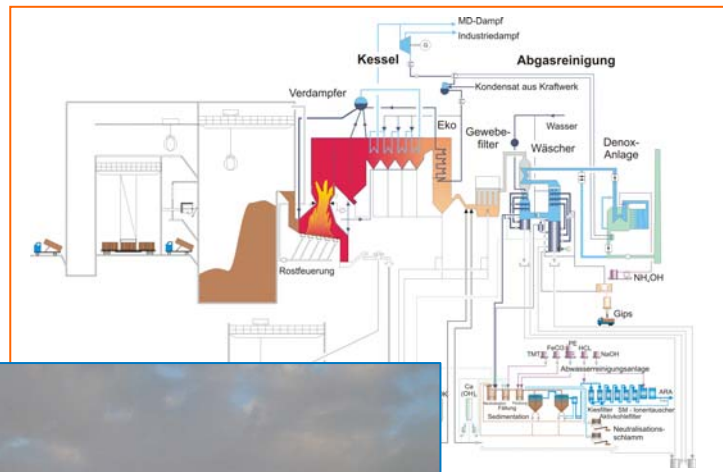 MD-Dampf
Industriedampf
Kessel
Abgasreinigung
Kondensat aus Kraftwerk
Verdampfer
Eko
Gewebe-
filter
Wasser
Wäscher
Denox-
Anlage
Rostfeuerung
NH₄OH
Gips
TMT
FeCl3
PE
HCL
NaOH
Abwasserreinigungsanlage
Ca
(OH)₂
K
Fällung
Sedimentation
ARA
Kiesfilter
SM - Ionentauscher
Aktivkohlefilter
Neutralisations-
schlamm